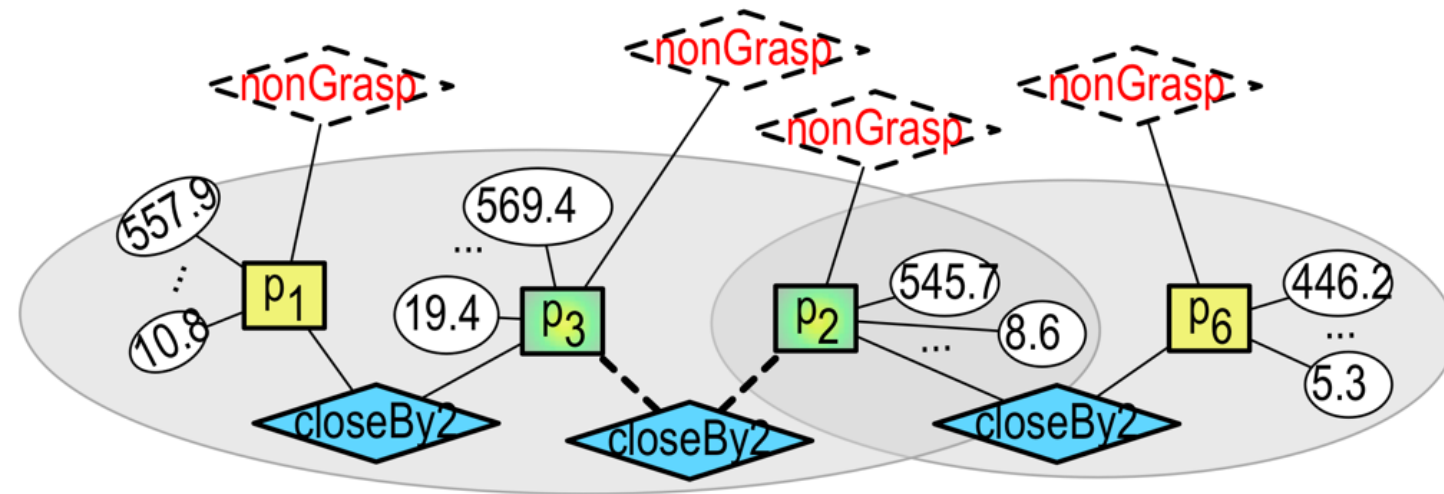 nonGrasp
nonGrasp
nonGrasp
nonGrasp
557.9
...
10.8
p1
569.4
...
19.4
p3
p2
545.7
...
8.6
p6
446.2
...
5.3
closeBy2
closeBy2
closeBy2